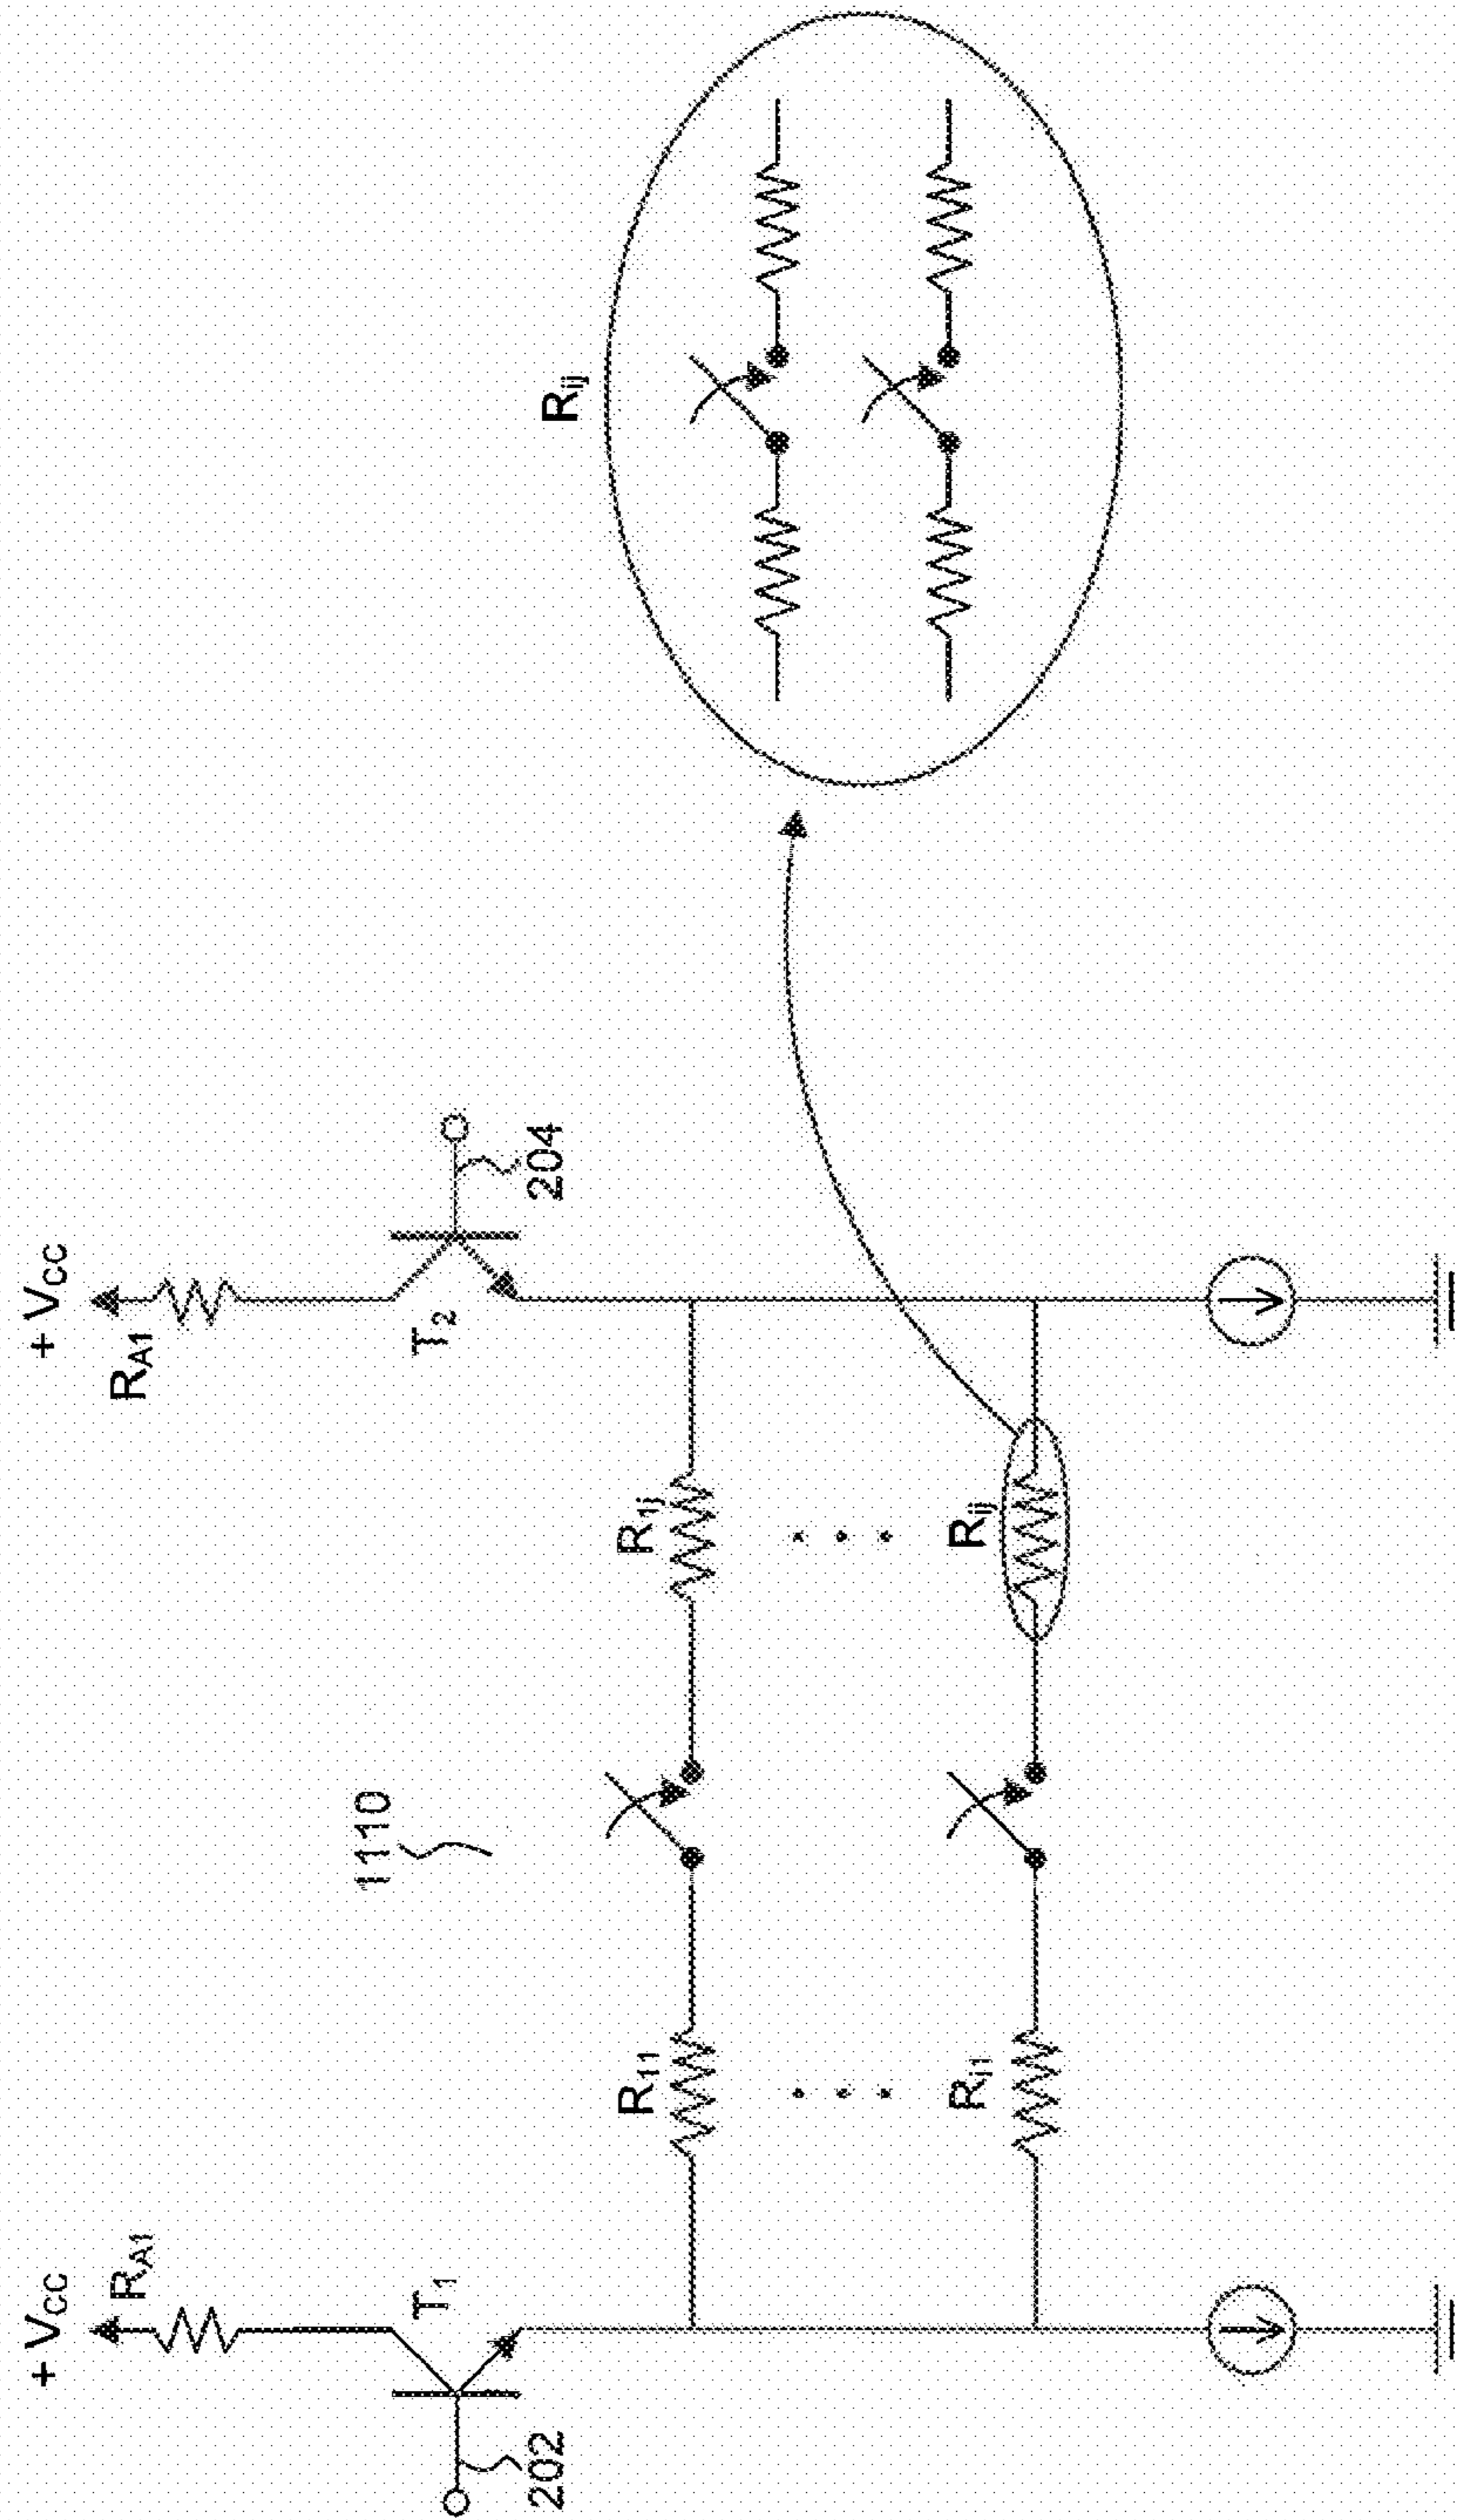 + V_CC
R_A1
T_1
202
+ V_CC
R_A1
T_2
204
1110
R_11
R_1j
R_i1
R_ij
R_ij